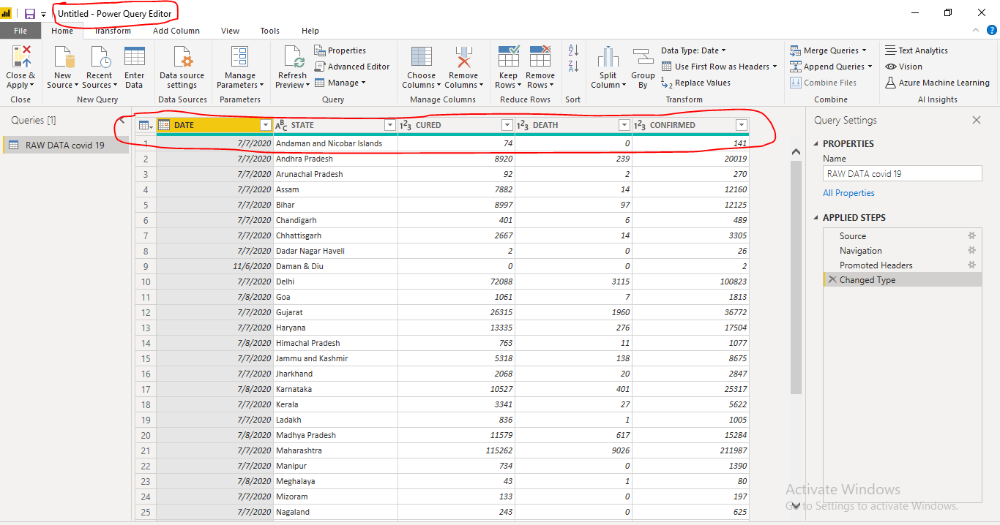 Untitled - Power Query Editor
File Home Transform Add Column View Tools Help
Close & Apply
Close
New Source
Recent Sources
Enter Data
New Query
Data source settings
Data Sources
Manage Parameters
Parameters
Refresh Preview
Properties
Advanced Editor
Manage
Query
Choose Columns
Remove Columns
Manage Columns
Keep Rows
Remove Rows
Reduce Rows
Sort
Split Column
Group By
Data Type: Date
Use First Row as Headers
Replace Values
Transform
Merge Queries
Append Queries
Combine Files
Combine
Text Analytics
Vision
Azure Machine Learning
AI Insights
Queries [1]
RAW DATA covid 19
DATE STATE CURED DEATH CONFIRMED
1 7/7/2020 Andaman and Nicobar Islands 74 0 141
2 7/7/2020 Andhra Pradesh 8920 239 20019
3 7/7/2020 Arunachal Pradesh 92 2 270
4 7/7/2020 Assam 7882 14 12160
5 7/7/2020 Bihar 8997 97 12125
6 7/7/2020 Chandigarh 401 6 489
7 7/7/2020 Chhattisgarh 2667 14 3305
8 7/7/2020 Dadar Nagar Haveli 2 0 26
9 11/6/2020 Daman & Diu 0 0 2
10 7/7/2020 Delhi 72088 3115 100823
11 7/8/2020 Goa 1061 7 1813
12 7/7/2020 Gujarat 26315 1960 36772
13 7/7/2020 Haryana 13335 276 17504
14 7/8/2020 Himachal Pradesh 763 11 1077
15 7/7/2020 Jammu and Kashmir 5318 138 8675
16 7/7/2020 Jharkhand 2068 20 2847
17 7/8/2020 Karnataka 10527 401 25317
18 7/7/2020 Kerala 3341 27 5622
19 7/7/2020 Ladakh 836 1 1005
20 7/8/2020 Madhya Pradesh 11579 617 15284
21 7/7/2020 Maharashtra 115262 9026 211987
22 7/7/2020 Manipur 734 0 1390
23 7/8/2020 Meghalaya 43 1 80
24 7/7/2020 Mizoram 133 0 197
25 7/7/2020 Nagaland 243 0 625
Query Settings
PROPERTIES
Name
RAW DATA covid 19
All Properties
APPLIED STEPS
Source
Navigation
Promoted Headers
Changed Type
Activate Windows
Go to Settings to activate Windows.